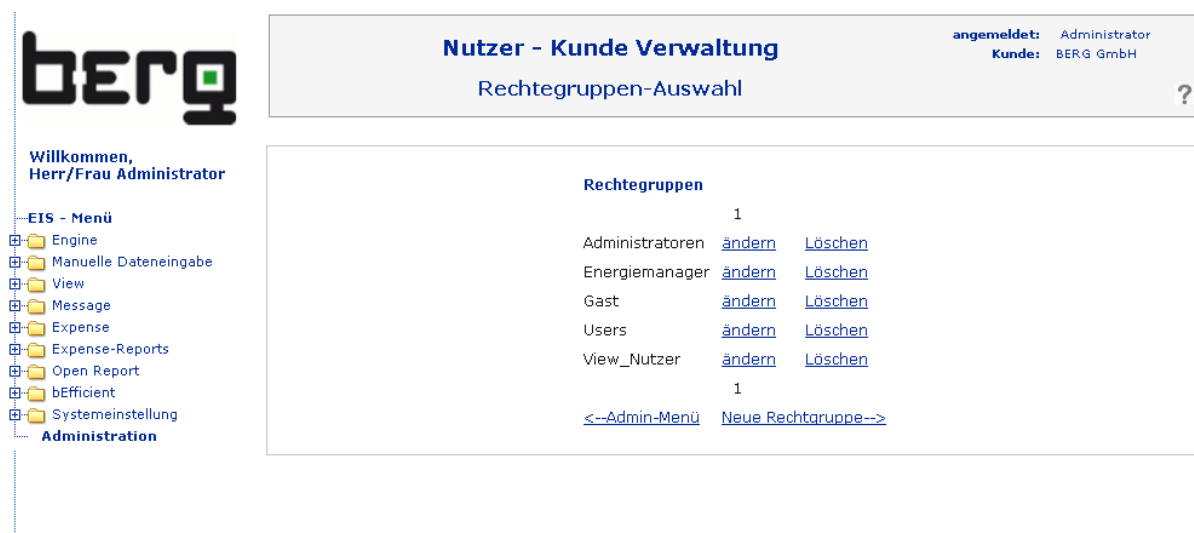 berg
Nutzer - Kunde Verwaltung
Rechtegruppen-Auswahl
angemeldet: Administrator
Kunde: BERG GmbH
?
Willkommen,
Herr/Frau Administrator
EIS - Menü
Engine
Manuelle Dateneingabe
View
Message
Expense
Expense-Reports
Open Report
bEfficient
Systemeinstellung
Administration
Rechtegruppen
1
Administratoren ändern Löschen
Energiemanager ändern Löschen
Gast ändern Löschen
Users ändern Löschen
View_Nutzer ändern Löschen
1
<--Admin-Menü Neue Rechtgruppe-->